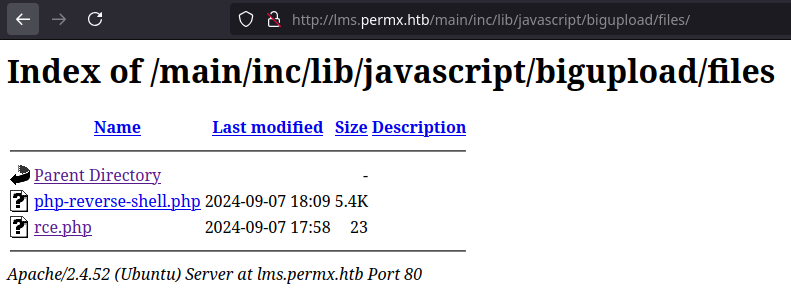 http://lms.permx.htb/main/inc/lib/javascript/bigupload/files/
Index of /main/inc/lib/javascript/bigupload/files
Name Last modified Size Description
Parent Directory -
php-reverse-shell.php 2024-09-07 18:09 5.4K
rce.php 2024-09-07 17:58 23
Apache/2.4.52 (Ubuntu) Server at lms.permx.htb Port 80